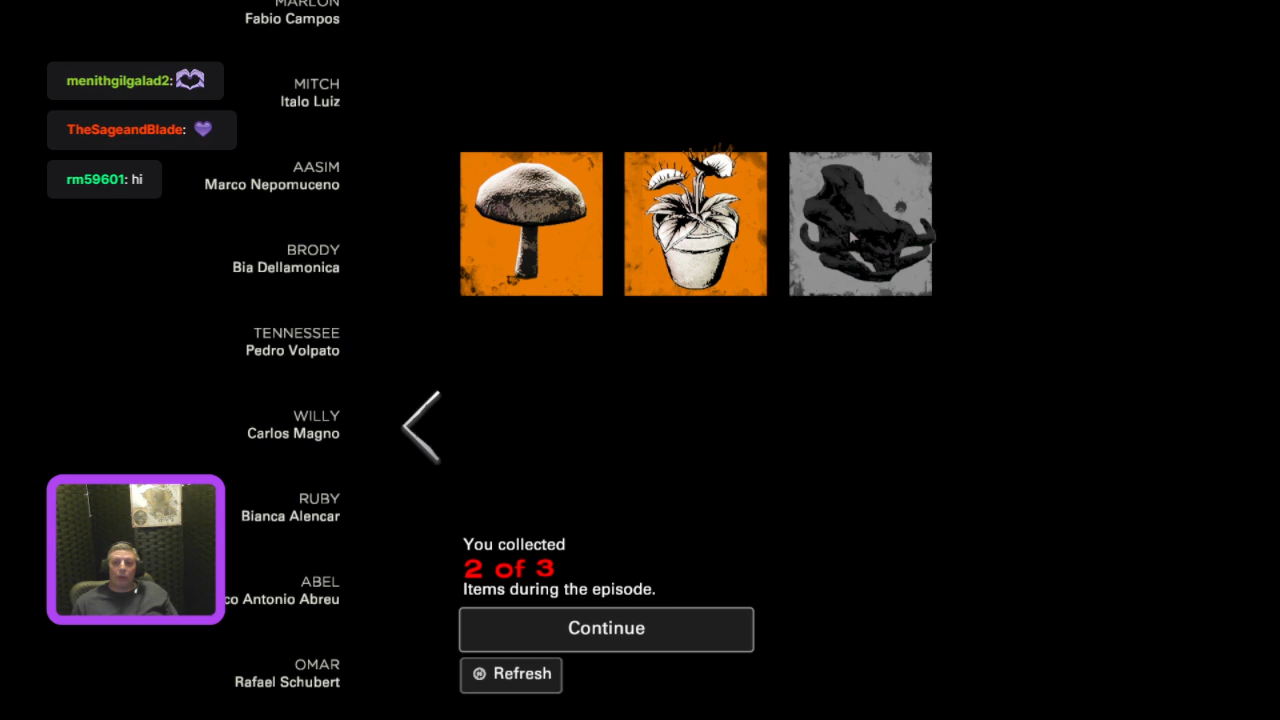 MARLON
Fabio Campos
menithgilgalad2:
MITCH
Italo Luiz
TheSageandBlade:
AASIM
rm59601: hi
Marco Nepomuceno
BRODY
Bia Dellamonica
TENNESSEE
Pedro Volpato
WILLY
Carlos Magno
RUBY
Bianca Alencar
You collected
2 of 3
Items during the episode.
ABEL
co Antonio Abreu
Continue
OMAR
Rafael Schubert
Refresh